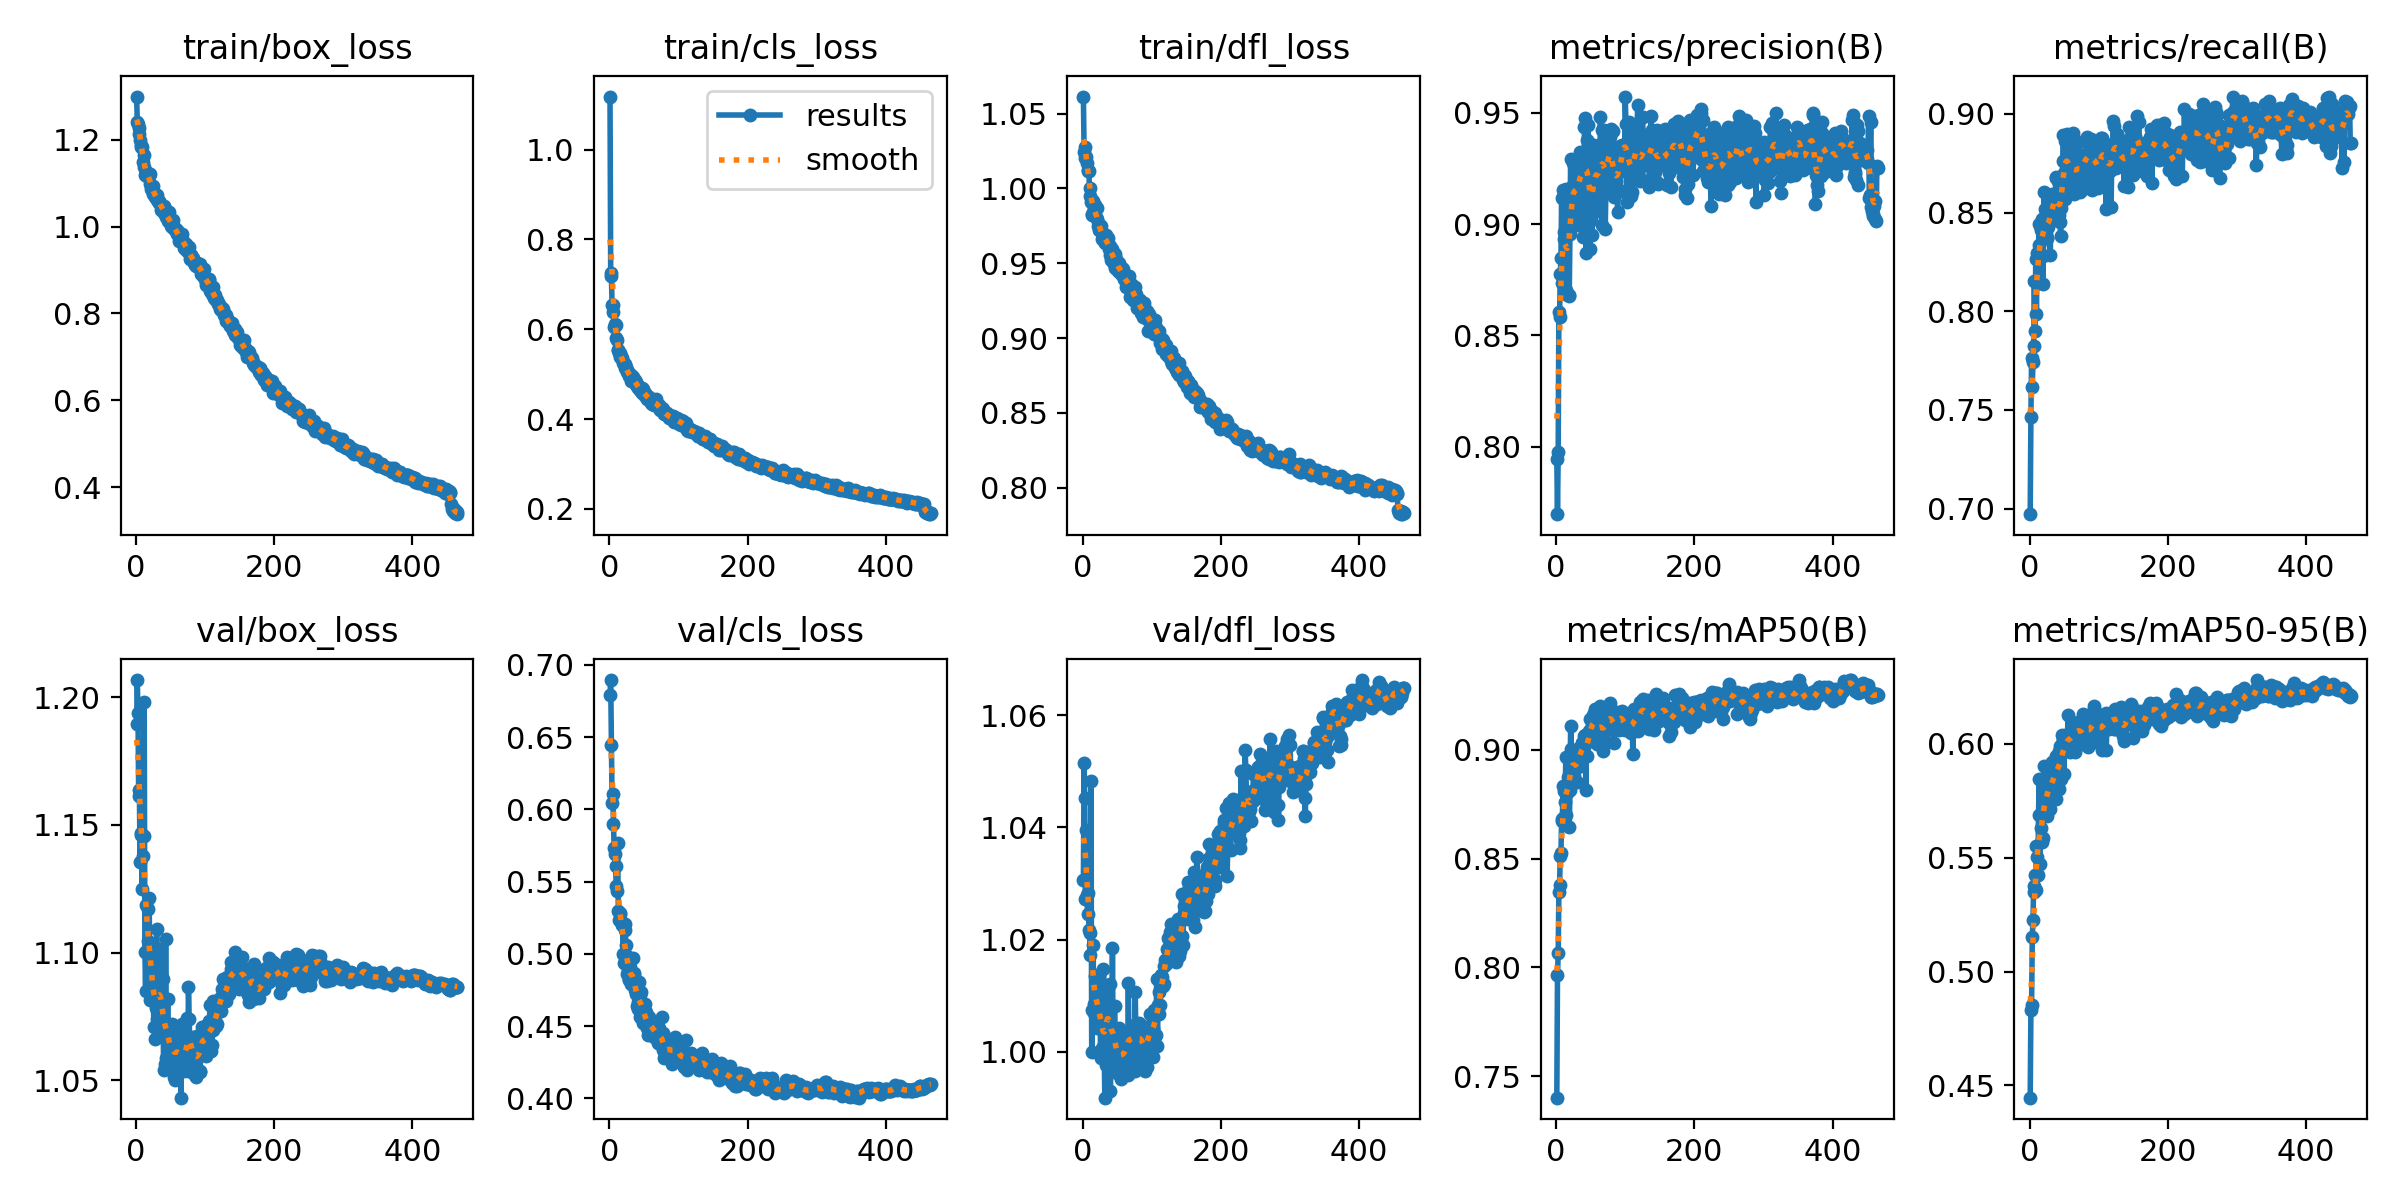 train/box_loss
1.2
1.0
0.8
0.6
0.4
0 200 400
train/cls_loss
results
smooth
1.0
0.8
0.6
0.4
0.2
0 200 400
train/dfl_loss
1.05
1.00
0.95
0.90
0.85
0.80
0 200 400
metrics/precision(B)
0.95
0.90
0.85
0.80
0 200 400
metrics/recall(B)
0.90
0.85
0.80
0.75
0.70
0 200 400
val/box_loss
1.20
1.15
1.10
1.05
0 200 400
val/cls_loss
0.70
0.65
0.60
0.55
0.50
0.45
0.40
0 200 400
val/dfl_loss
1.06
1.04
1.02
1.00
0 200 400
metrics/mAP50(B)
0.90
0.85
0.80
0.75
0 200 400
metrics/mAP50-95(B)
0.60
0.55
0.50
0.45
0 200 400